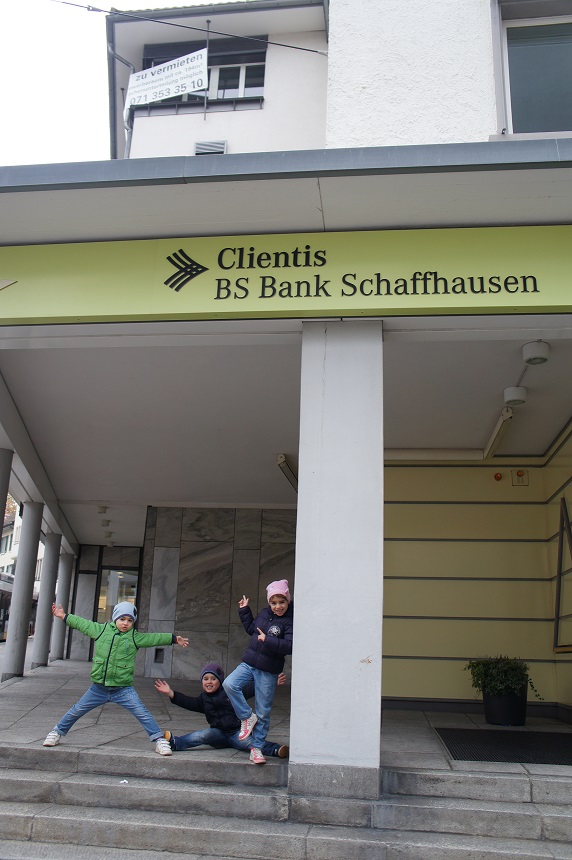 zu vermieten
071 353 35 10
Clientis
BS Bank Schaffhausen